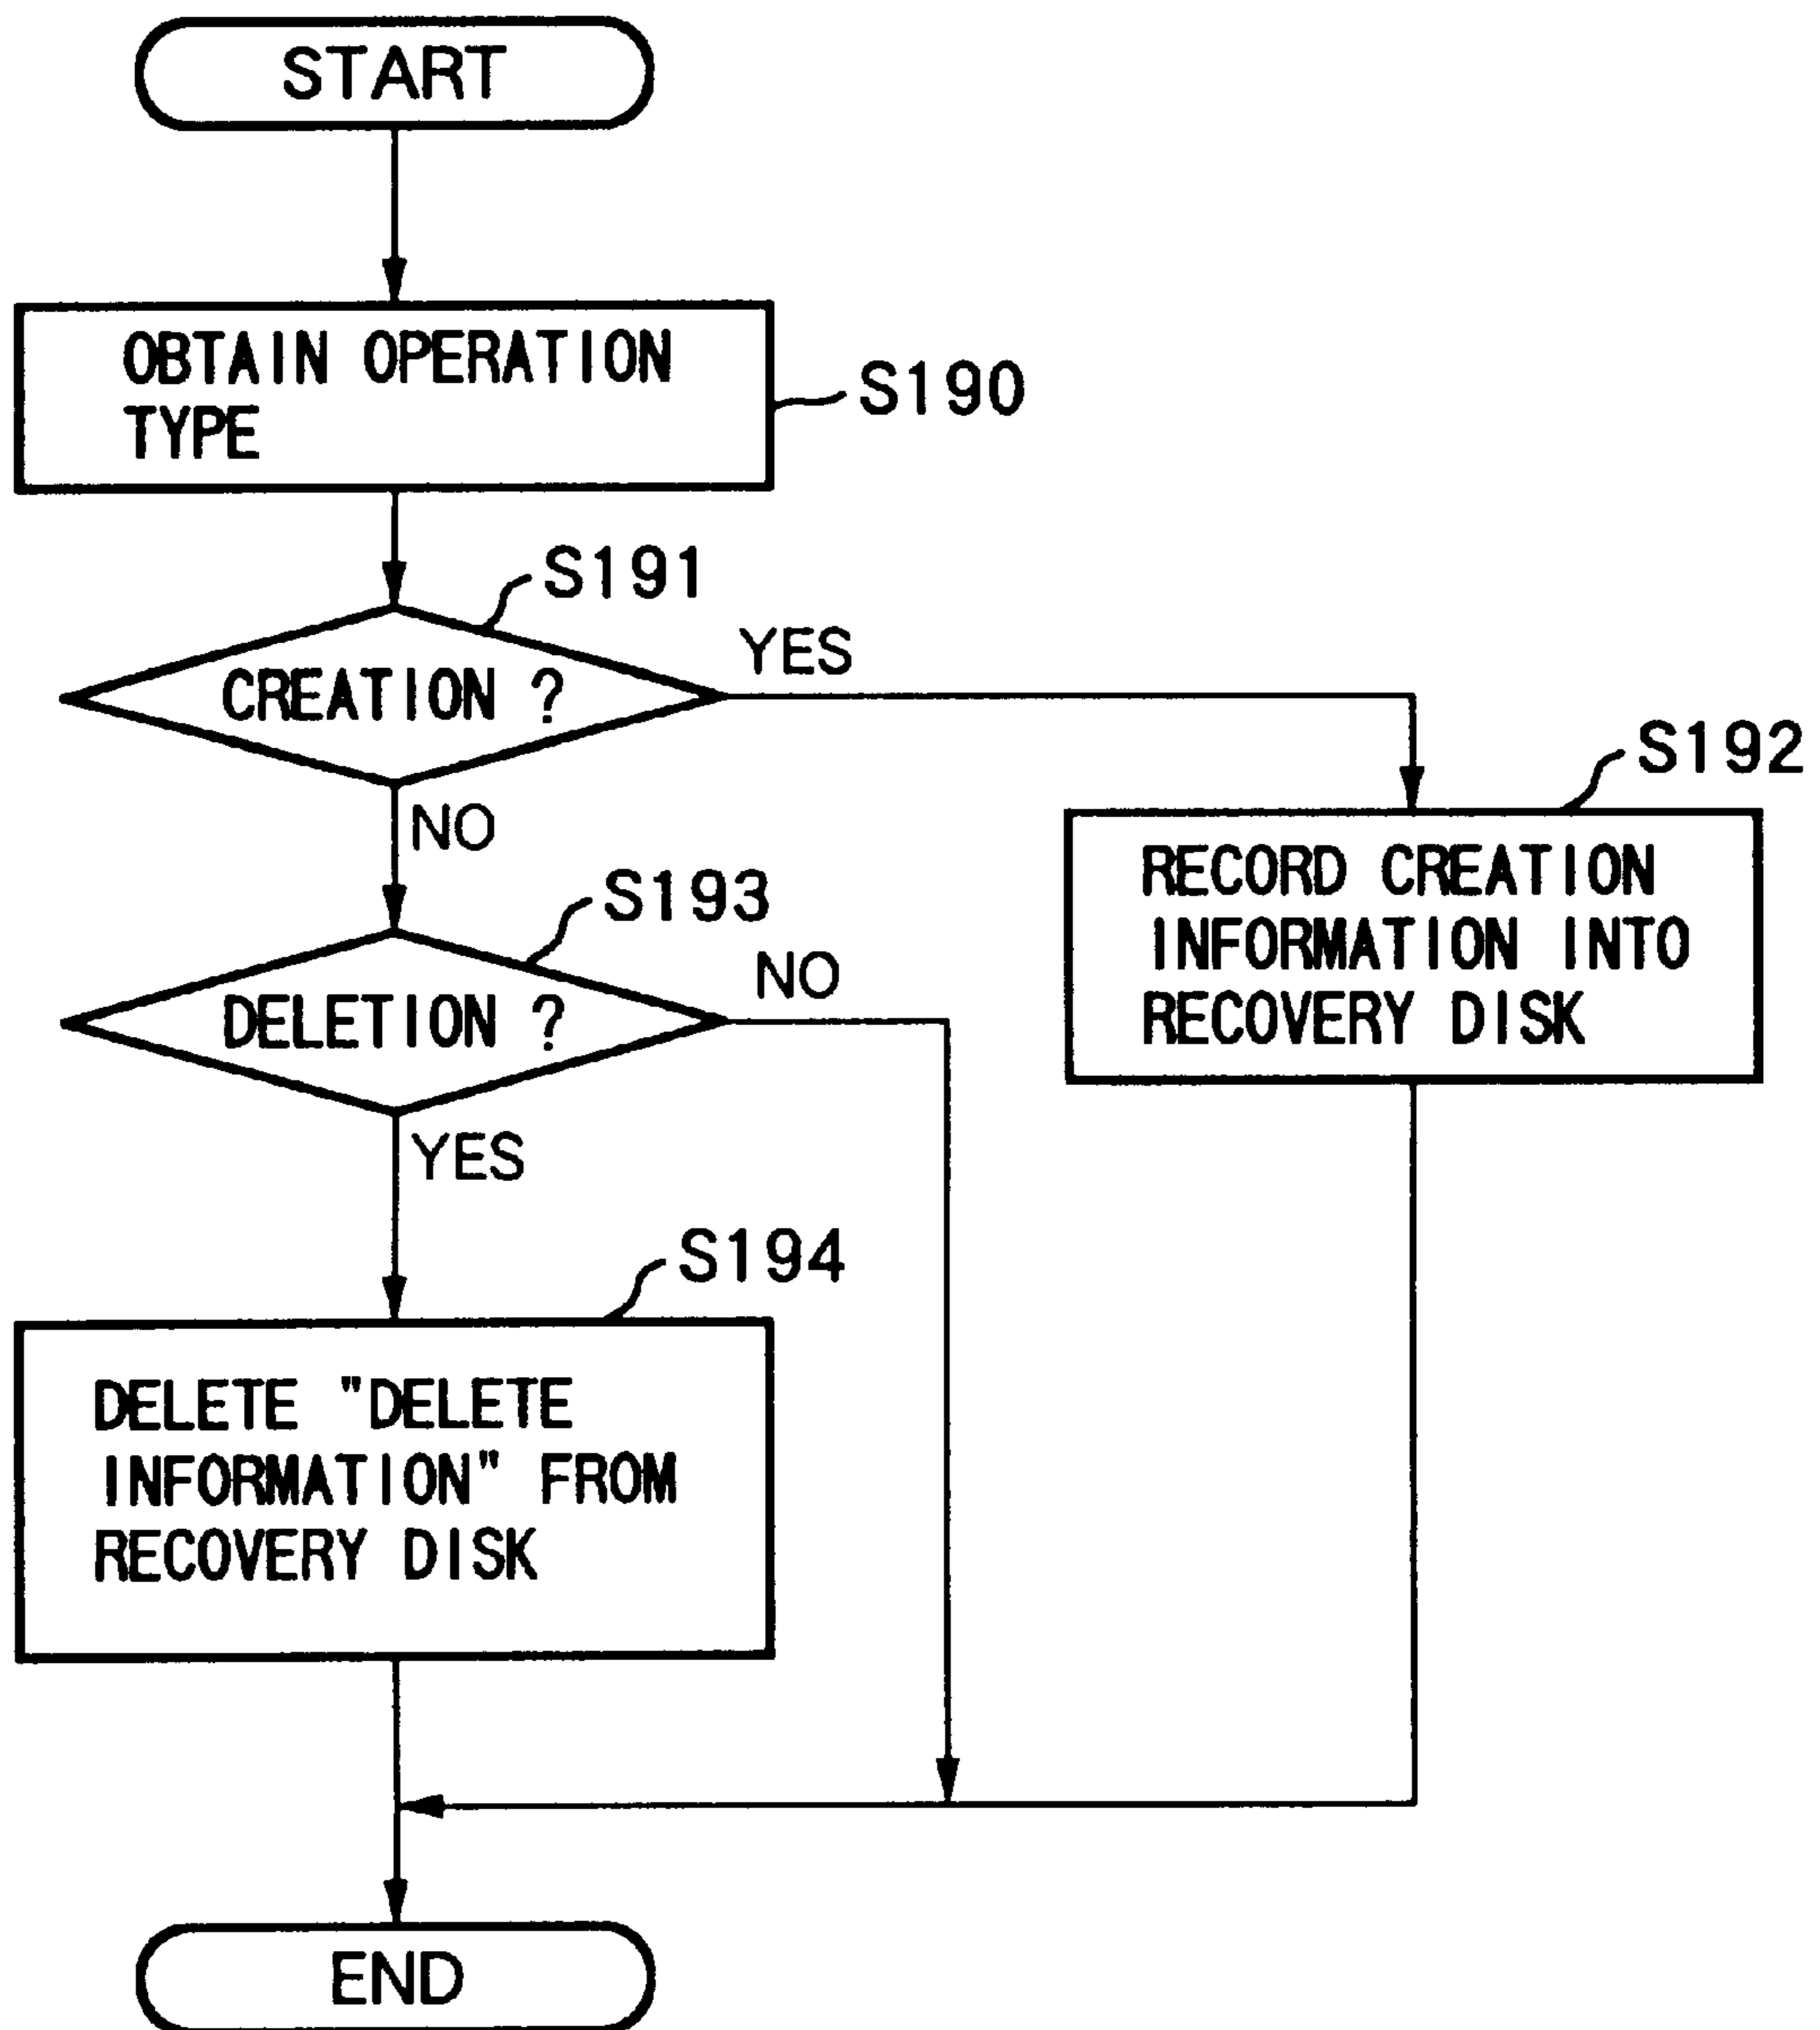 START
OBTAIN OPERATION
TYPE
S190
S191
CREATION ?
YES
NO
S192
RECORD CREATION
INFORMATION INTO
RECOVERY DISK
S193
DELETION ?
NO
YES
S194
DELETE "DELETE
INFORMATION" FROM
RECOVERY DISK
END